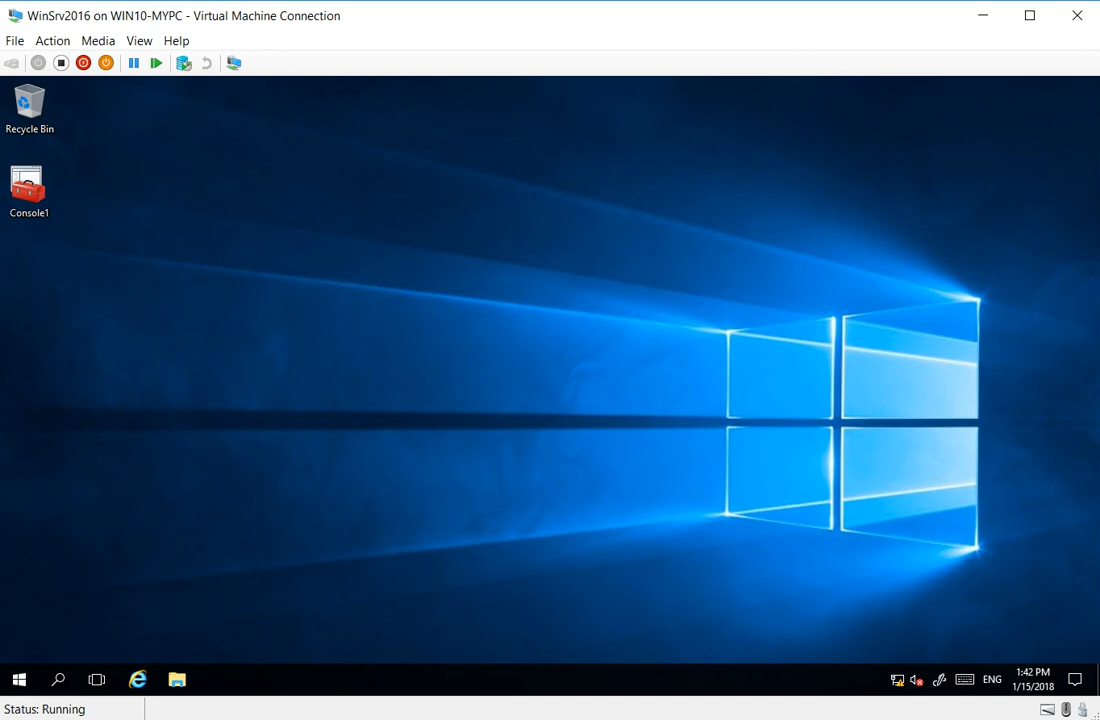 WinSrv2016 on WIN10-MYPC - Virtual Machine Connection
File Action Media View Help
Recycle Bin
Console1
ENG
1:42 PM
1/15/2018
Status: Running